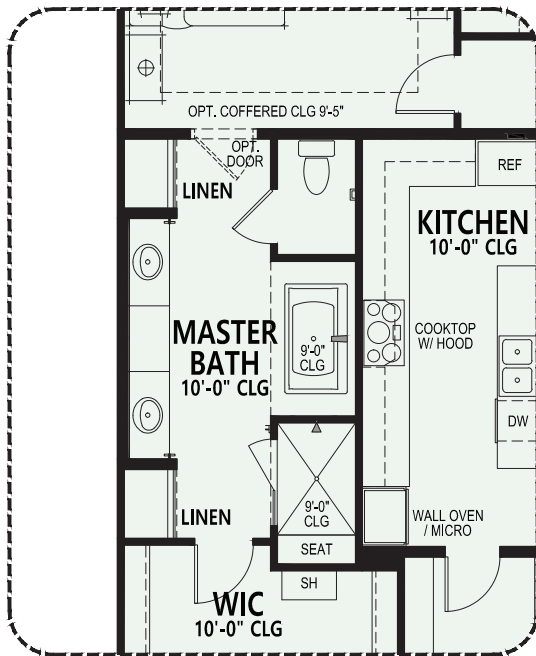 OPT. COFFERED CLG 9'-5"
OPT.
DOOR
LINEN
REF
KITCHEN
10'-0" CLG
MASTER
BATH
10'-0" CLG
9'-0"
CLG
COOKTOP
W/ HOOD
DW
9'-0"
CLG
SEAT
LINEN
WALL OVEN
/ MICRO
SH
WIC
10'-0" CLG